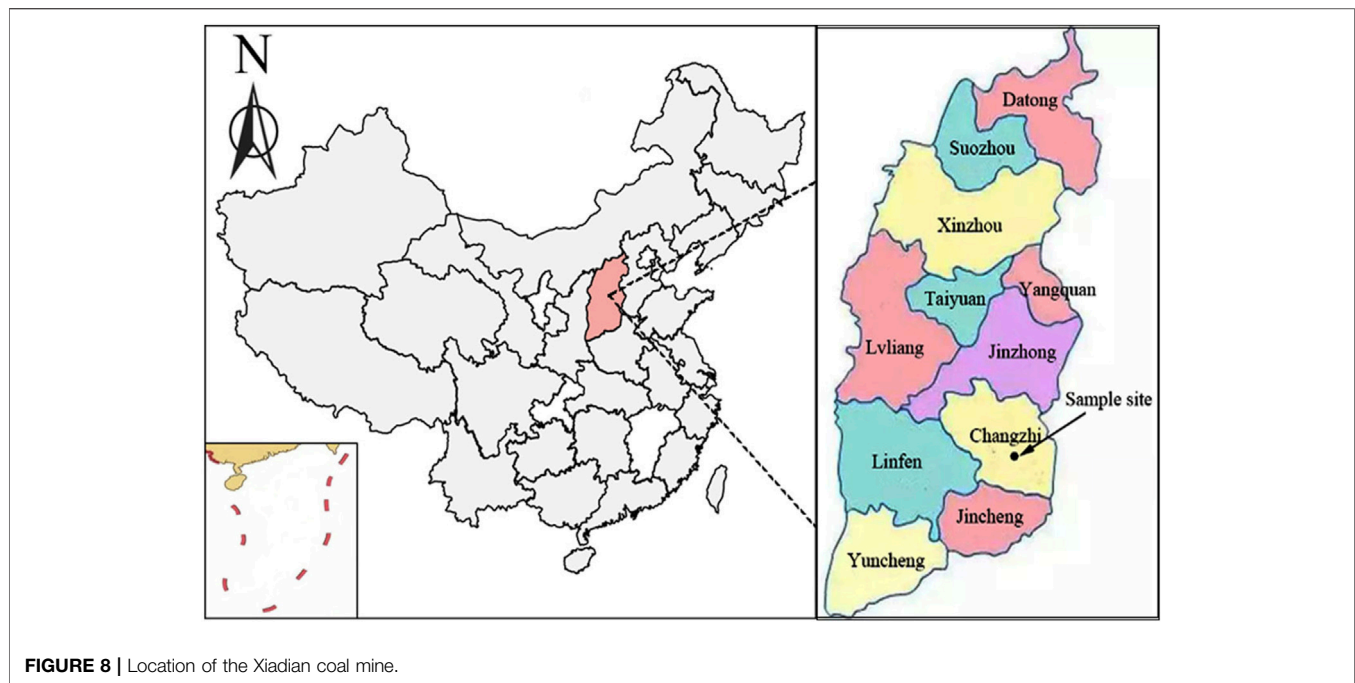 N
Datong
Suozhou
Xinzhou
Taiyuan
Yangquan
Lvliang
Jinzhong
Sample site
Changzhi
Linfen
Jincheng
Yuncheng
FIGURE 8 | Location of the Xiadian coal mine.